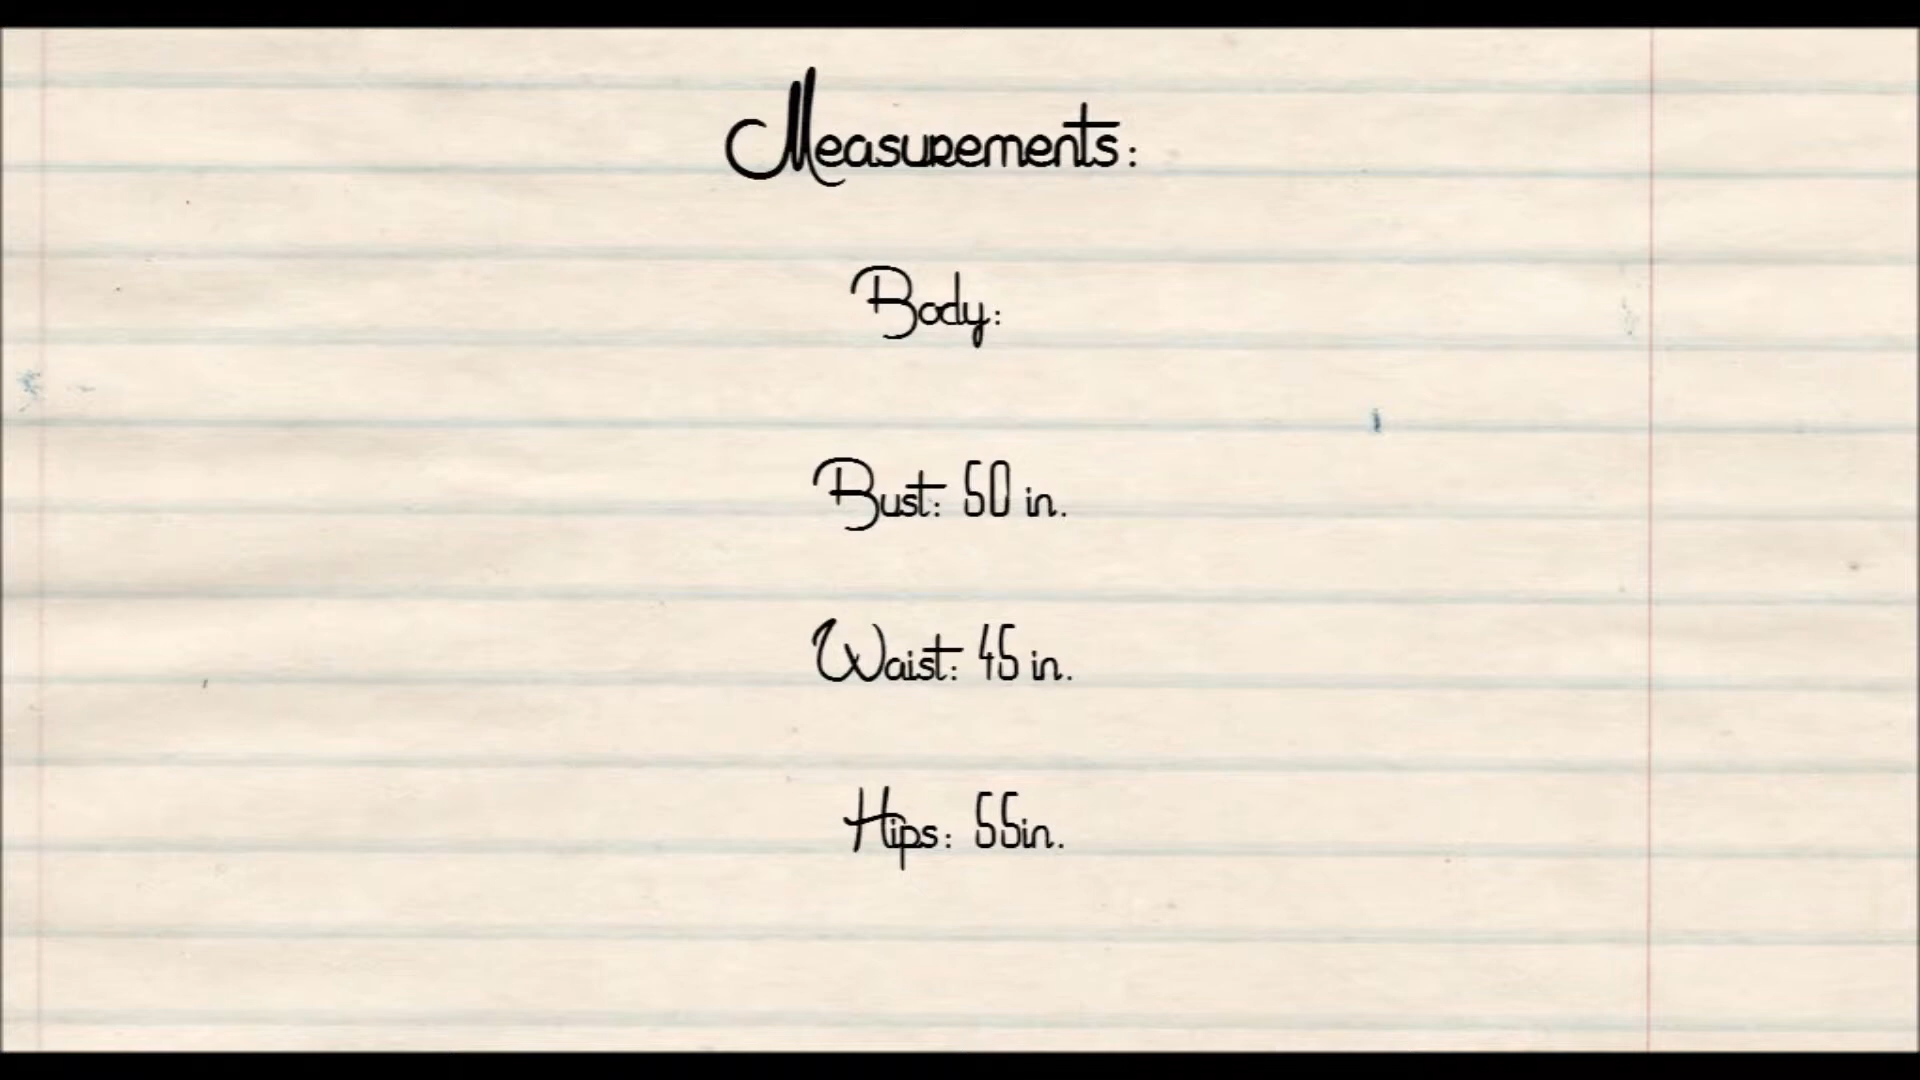 Measurements:
Body:
Bust: 50 in.
Waist: 45 in.
Hips: 55in.